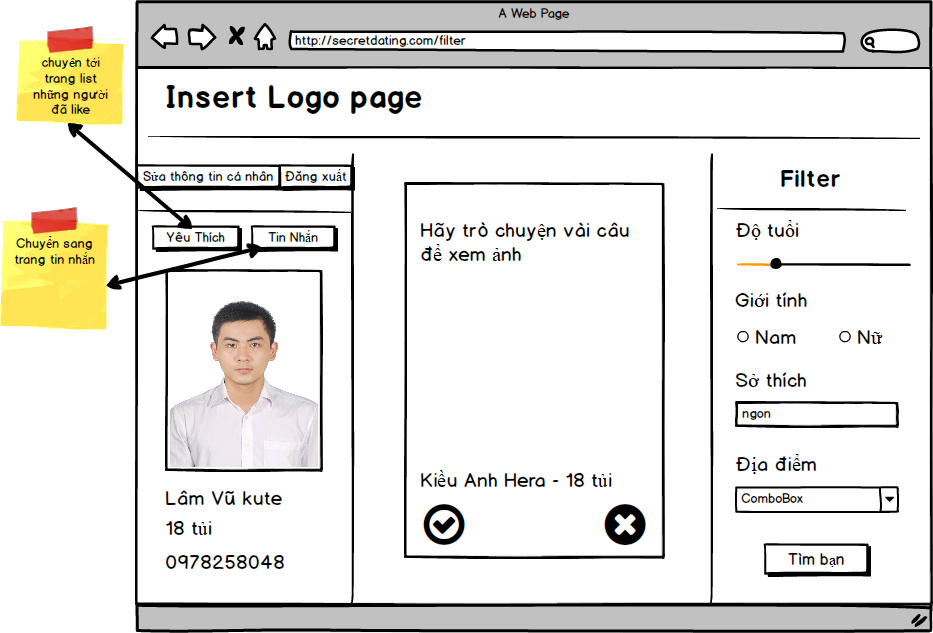 A Web Page
http://secretdating.com/filter
chuyên tới
trang list
những người
đã like
Insert Logo page
Sửa thông tin cá nhân
Đăng xuất
Yêu Thích
Tin Nhắn
Chuyển sang
trang tin nhắn
Lâm Vũ kute
18 tủi
0978258048
Hãy trò chuyện vài câu
để xem ảnh
Kiều Anh Hera - 18 tủi
Filter
Độ tuổi
Giới tính
Nam
Nữ
Sở thích
ngon
Địa điểm
ComboBox
Tìm bạn